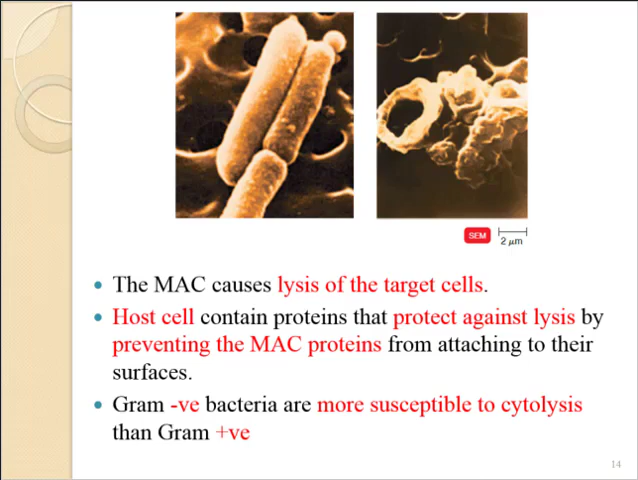 SEM
2 µm
The MAC causes lysis of the target cells.
Host cell contain proteins that protect against lysis by
preventing the MAC proteins from attaching to their
surfaces.
Gram -ve bacteria are more susceptible to cytolysis
than Gram +ve
14